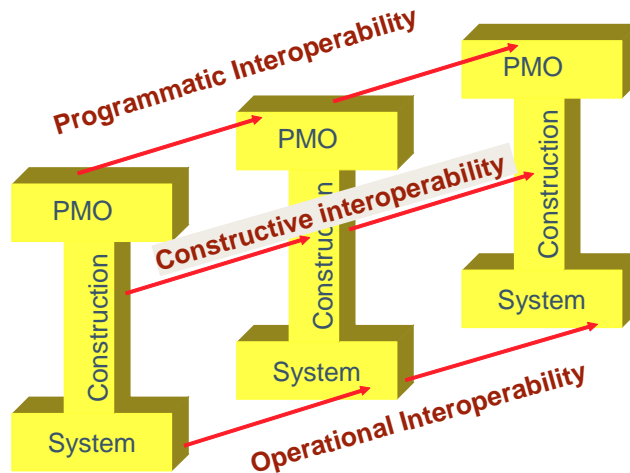 Programmatic Interoperability
PMO
PMO
PMO
Constructive interoperability
Construction
Construction
Construction
System
System
System
Operational Interoperability